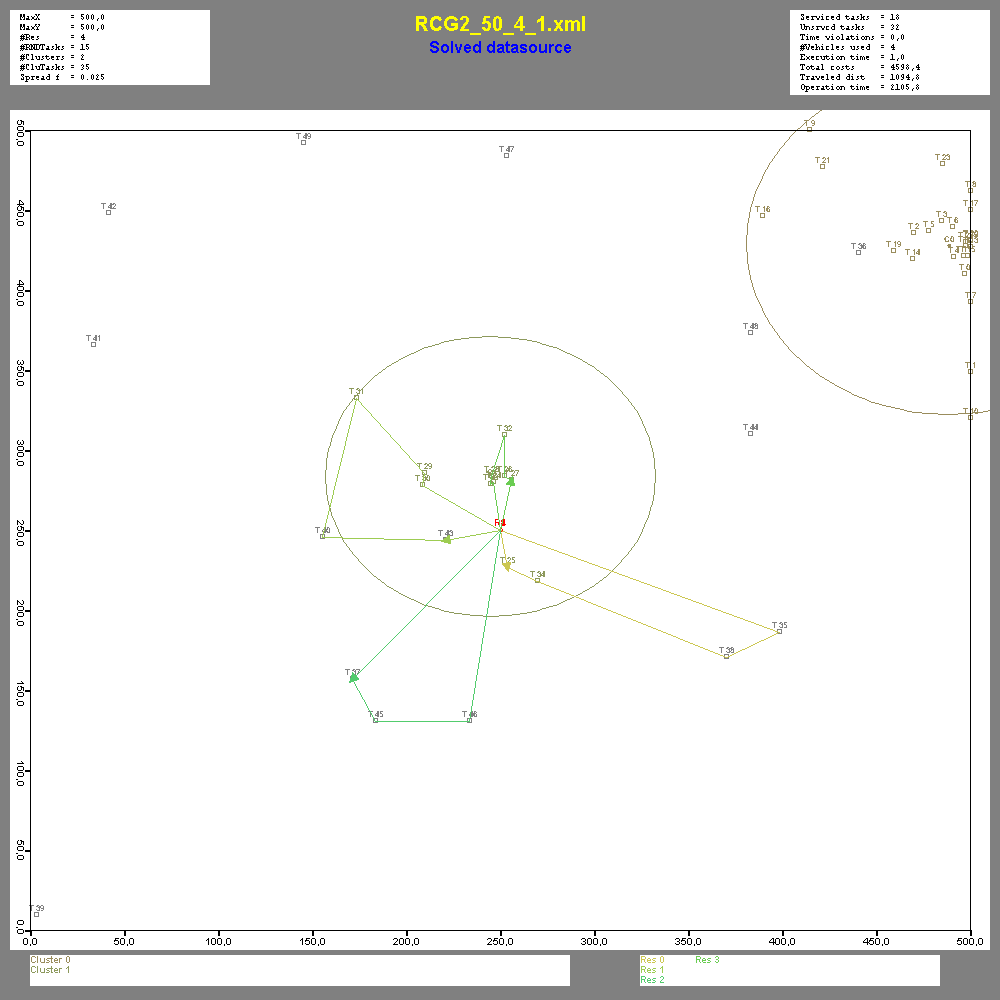 MaxX = 500,0
MaxY = 500,0
#Res = 4
#RNDTasks = 15
#Clusters = 2
#CluTasks = 35
Spread f = 0.025
RCG2_50_4_1.xml
Solved datasource
Serviced tasks = 18
Unsrvcd tasks = 32
Time violations = 0,0
#Vehicles used = 4
Execution time = 1,0
Total costs = 4598,4
Traveled dist = 1094,8
Operation time = 2105,8
500,0
T 9
T 49
T 47
T 21
T 23
T 8
T 42
450,0
T 16
T 17
T 3
T 6
T 2
T 5
C0
T 36
T 19
T 14
T 4
T 0
400,0
T 7
T 48
T 41
350,0
T 1
T 31
T 10
T 32
T 44
300,0
T 29
T 30
T 27
250,0
R
T 40
T 43
T 25
T 34
200,0
T 35
T 38
T 37
150,0
T 45
T 46
100,0
50,0
T 39
0,0
0,0 50,0 100,0 150,0 200,0 250,0 300,0 350,0 400,0 450,0 500,0
Cluster 0
Cluster 1
Res 0 Res 3
Res 1
Res 2